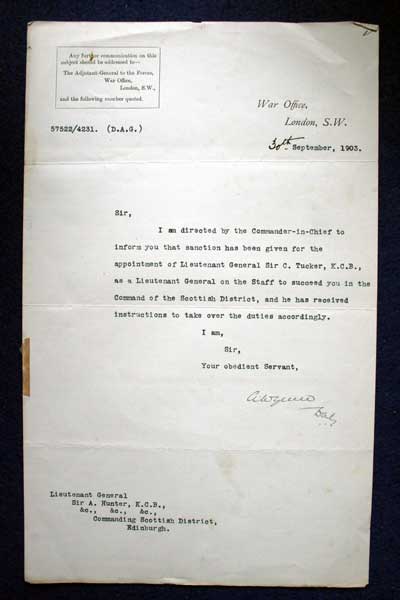 Any further communication on this
subject should be addressed to—
The Adjutant-General to the Forces,
War Office,
London, S.W.,
and the following number quoted.
57522/4231. (D.A.G.)
War Office,
London, S.W.
30th September, 1903.
Sir,
I am directed by the Commander-in-Chief to
inform you that sanction has been given for the
appointment of Lieutenant General Sir C. Tucker, K.C.B.,
as a Lieutenant General on the Staff to succeed you in the
Command of the Scottish District, and he has received
instructions to take over the duties accordingly.
I am,
Sir,
Your obedient Servant,
Lieutenant General
Sir A. Hunter, K.C.B.,
&c., &c., &c.,
Commanding Scottish District,
Edinburgh.